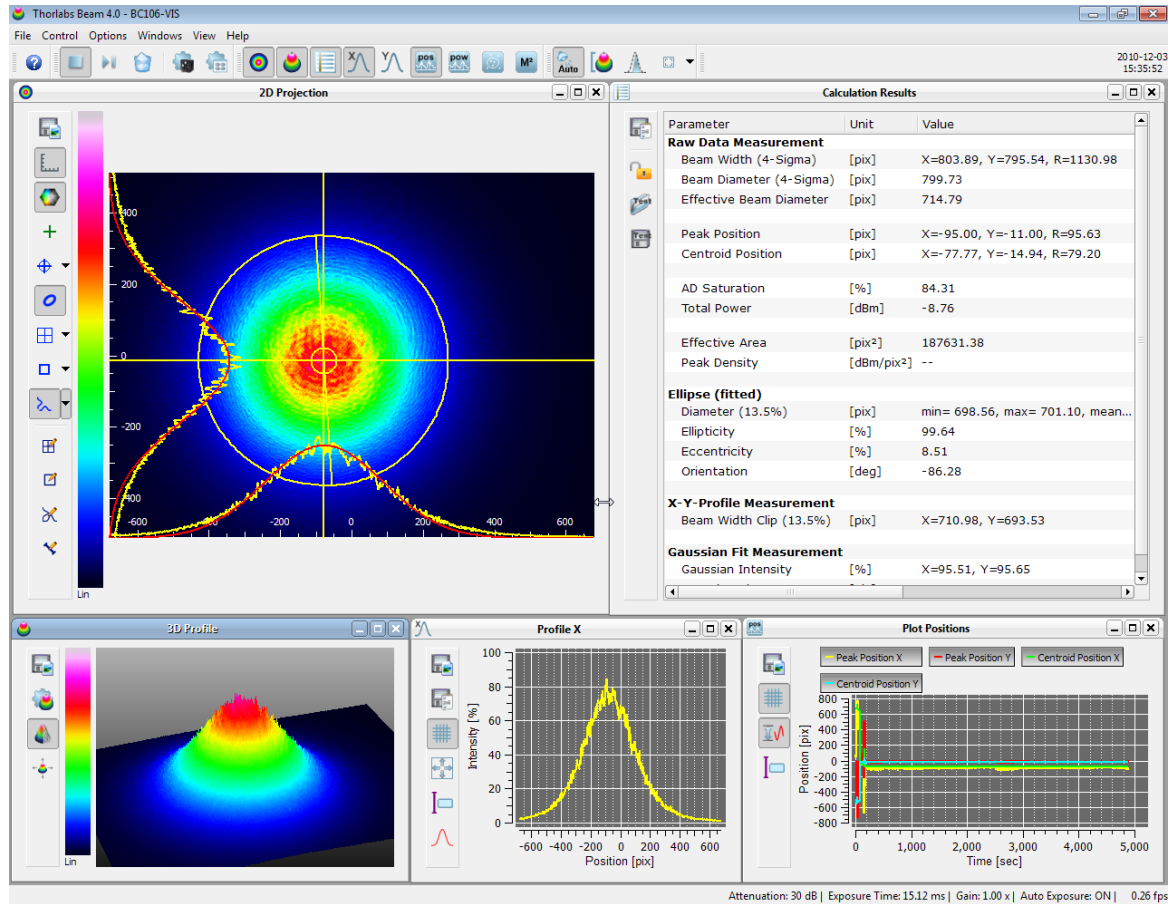 Thorlabs Beam 4.0 - BC106-VIS
File Control Options Windows View Help
pos pow M² Auto
2010-12-03
15:35:52
2D Projection
400
200
0
-200
-400
-600 -400 -200 0 200 400 600
Lin
Calculation Results
Test
Test
Parameter Unit Value
Raw Data Measurement
Beam Width (4-Sigma) [pix] X=803.89, Y=795.54, R=1130.98
Beam Diameter (4-Sigma) [pix] 799.73
Effective Beam Diameter [pix] 714.79
Peak Position [pix] X=-95.00, Y=-11.00, R=95.63
Centroid Position [pix] X=-77.77, Y=-14.94, R=79.20
AD Saturation [%] 84.31
Total Power [dBm] -8.76
Effective Area [pix²] 187631.38
Peak Density [dBm/pix²] --
Ellipse (fitted)
Diameter (13.5%) [pix] min= 698.56, max= 701.10, mean...
Ellipticity [%] 99.64
Eccentricity [%] 8.51
Orientation [deg] -86.28
X-Y-Profile Measurement
Beam Width Clip (13.5%) [pix] X=710.98, Y=693.53
Gaussian Fit Measurement
Gaussian Intensity [%] X=95.51, Y=95.65
3D Profile
Lin
X Profile X
100
80
60
40
20
0
Intensity [%]
-600 -400 -200 0 200 400 600
Position [pix]
pos Plot Positions
Peak Position X Peak Position Y Centroid Position X
Centroid Position Y
800
600
400
200
0
-200
-400
-600
-800
Position [pix]
0 1,000 2,000 3,000 4,000 5,000
Time [sec]
Attenuation: 30 dB | Exposure Time: 15.12 ms | Gain: 1.00 x | Auto Exposure: ON | 0.26 fps